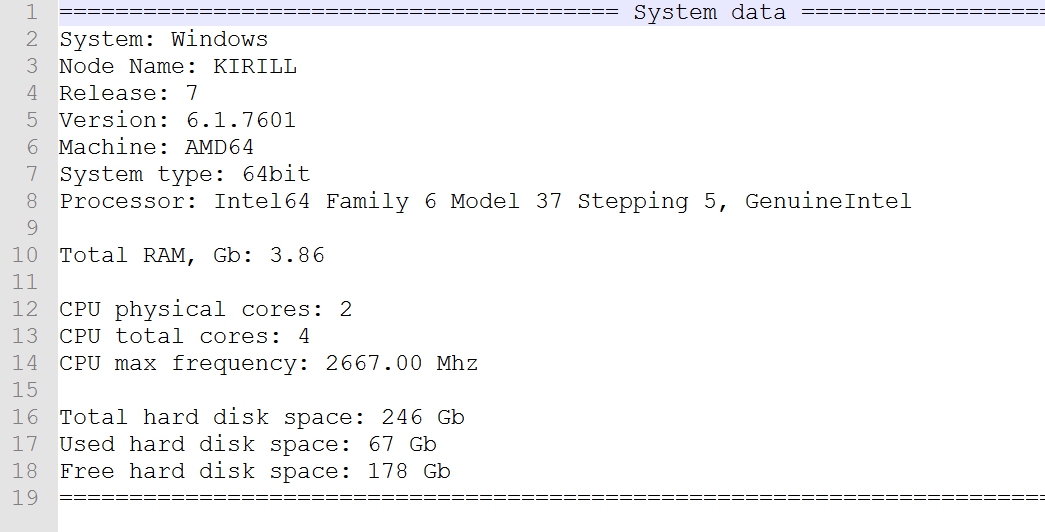 1 ======================================== System data ==================
2 System: Windows
3 Node Name: KIRILL
4 Release: 7
5 Version: 6.1.7601
6 Machine: AMD64
7 System type: 64bit
8 Processor: Intel64 Family 6 Model 37 Stepping 5, GenuineIntel
9
10 Total RAM, Gb: 3.86
11
12 CPU physical cores: 2
13 CPU total cores: 4
14 CPU max frequency: 2667.00 Mhz
15
16 Total hard disk space: 246 Gb
17 Used hard disk space: 67 Gb
18 Free hard disk space: 178 Gb
19 =======================================================================